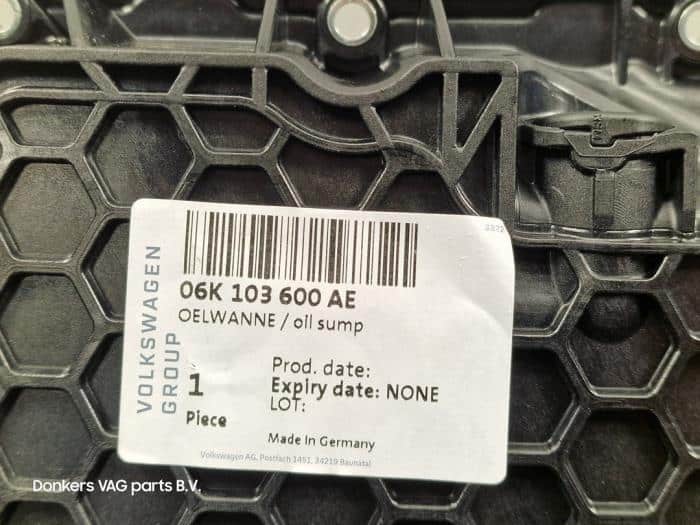 3372
06K 103 600 AE
OELWANNE / oil sump
VOLKSWAGEN
GROUP
1
Piece
Prod. date:
Expiry date: NONE
LOT:
Made In Germany
Volkswagen AG, Postfach 1451, 34219 Baunatal
Donkers VAG parts B.V.